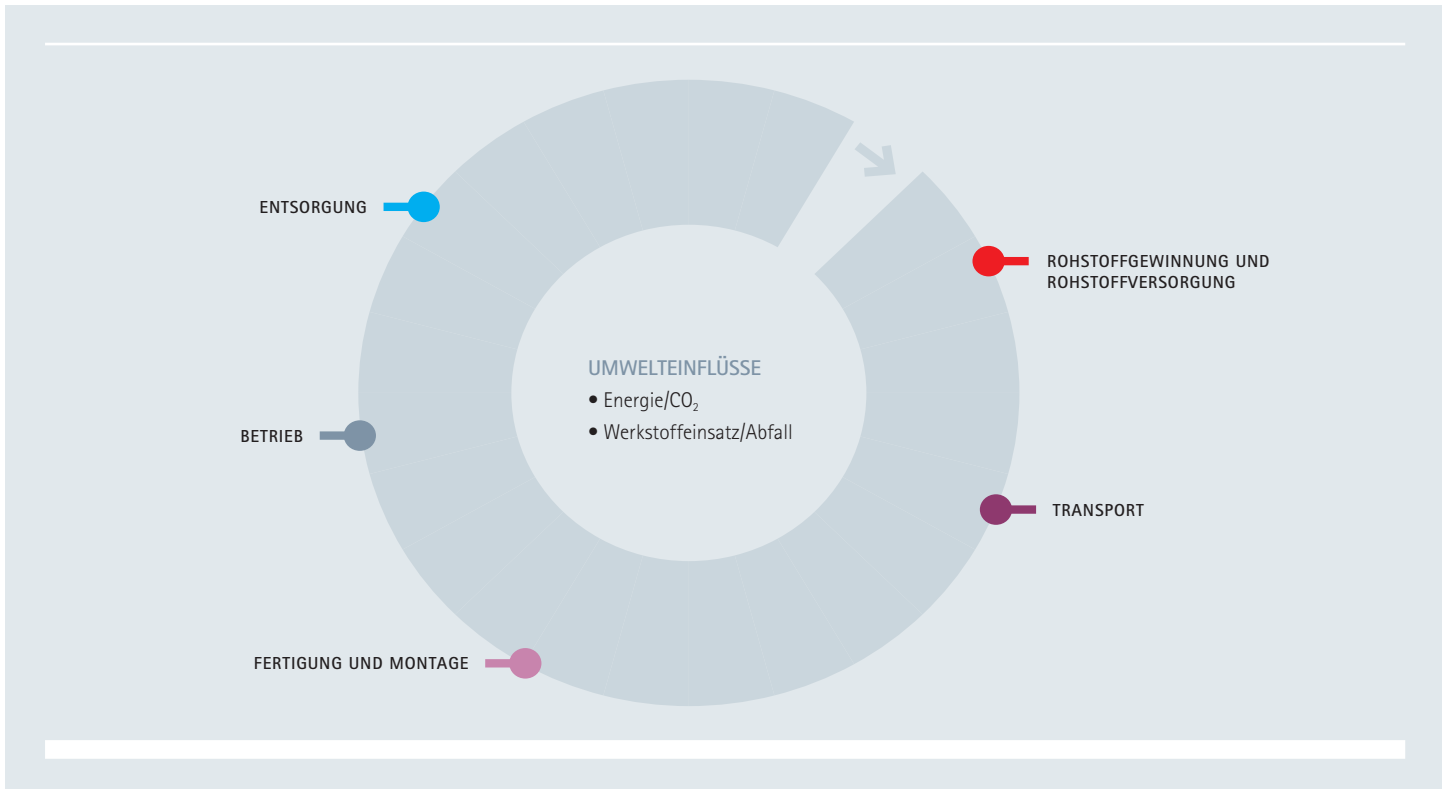 ENTSORGUNG
ROHSTOFFGEWINNUNG UND
ROHSTOFFVERSORGUNG
UMWELTEINFLÜSSE
• Energie/CO₂
• Werkstoffeinsatz/Abfall
BETRIEB
TRANSPORT
FERTIGUNG UND MONTAGE